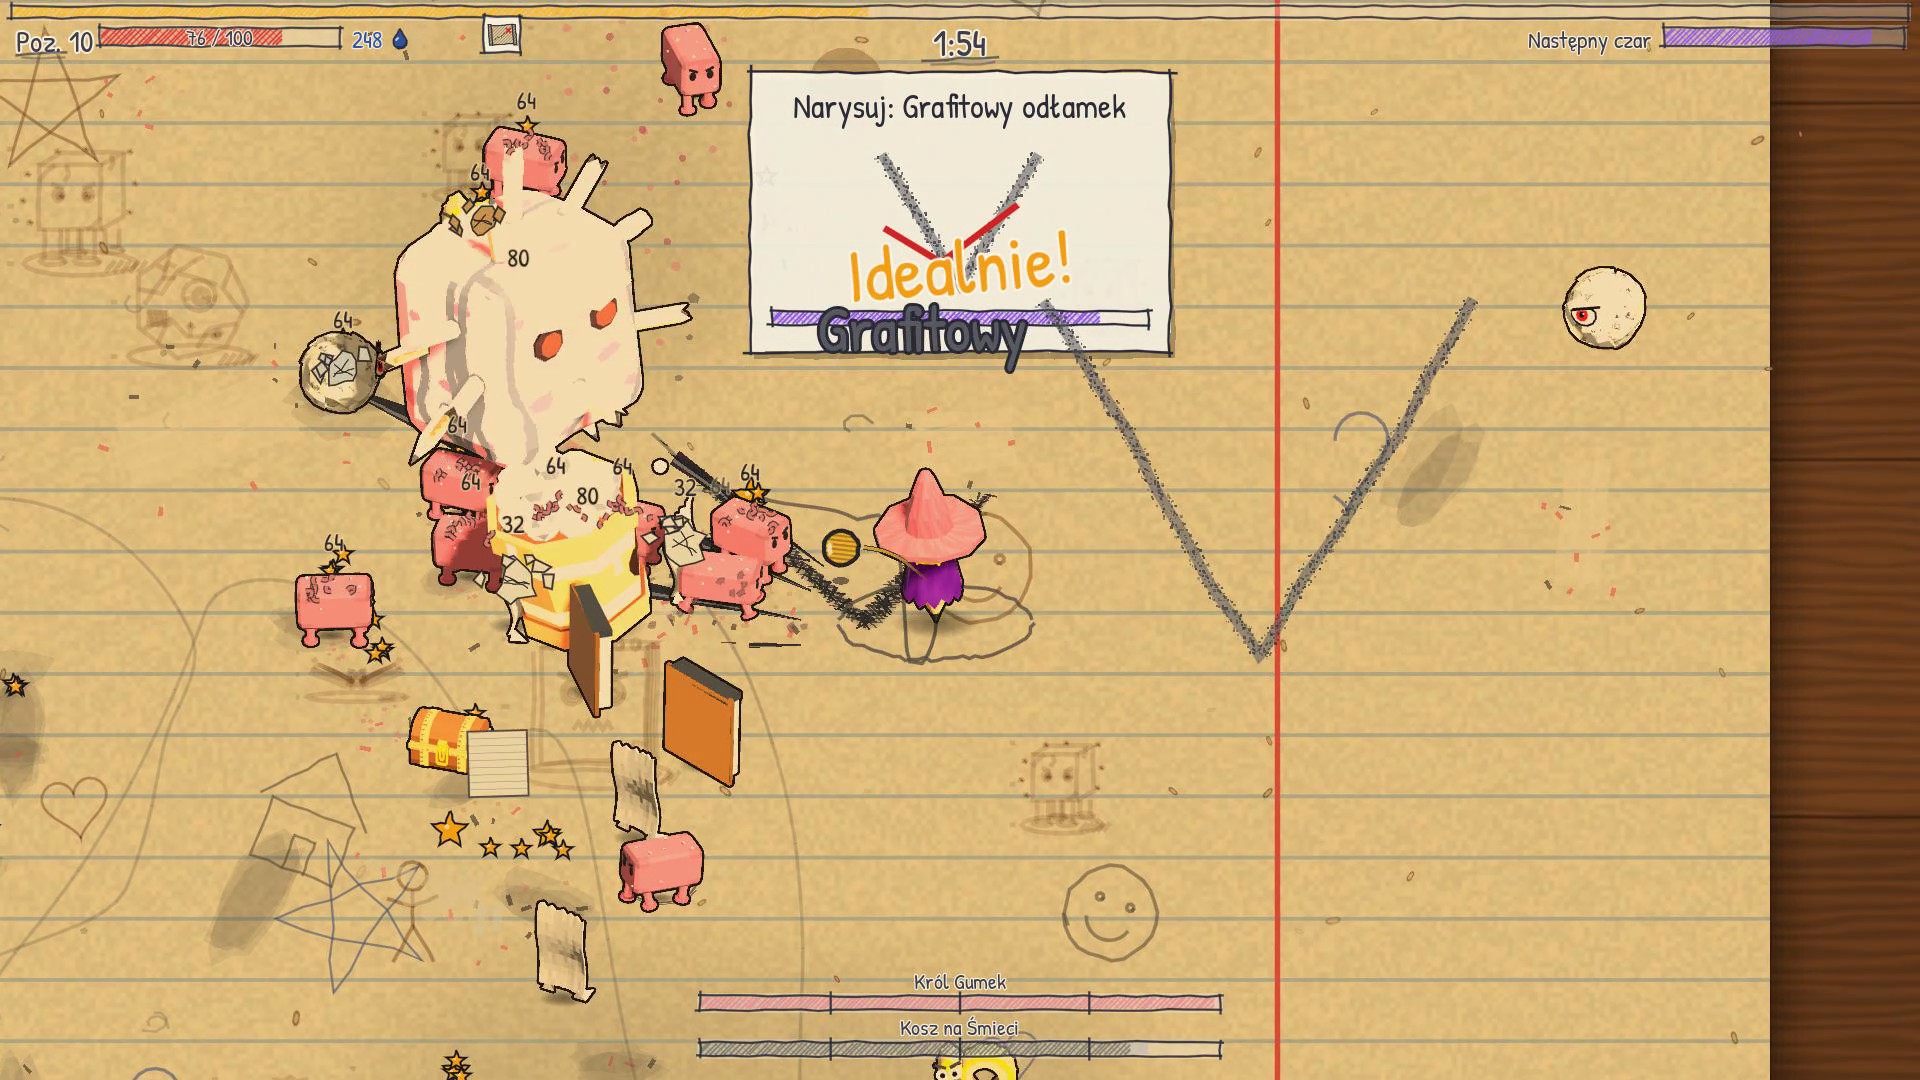 Poz. 10
76 / 100
248
1:54
Następny czar
Narysuj: Grafitowy odłamek
Idealnie!
Grafitowy
64
64
80
64
64
64
64
64
64
32
80
32
64
Król Gumek
Kosz na Śmieci